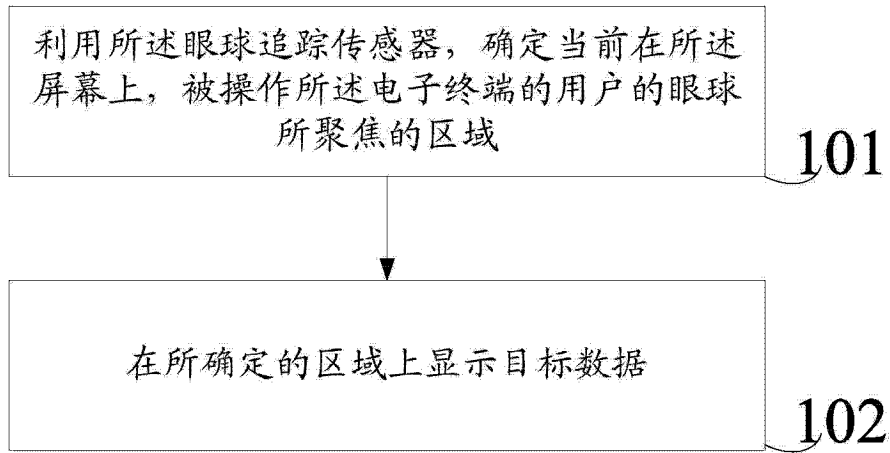 利用所述眼球追踪传感器，确定当前在所述
屏幕上，被操作所述电子终端的用户的眼球
所聚焦的区域
101
在所确定的区域上显示目标数据
102